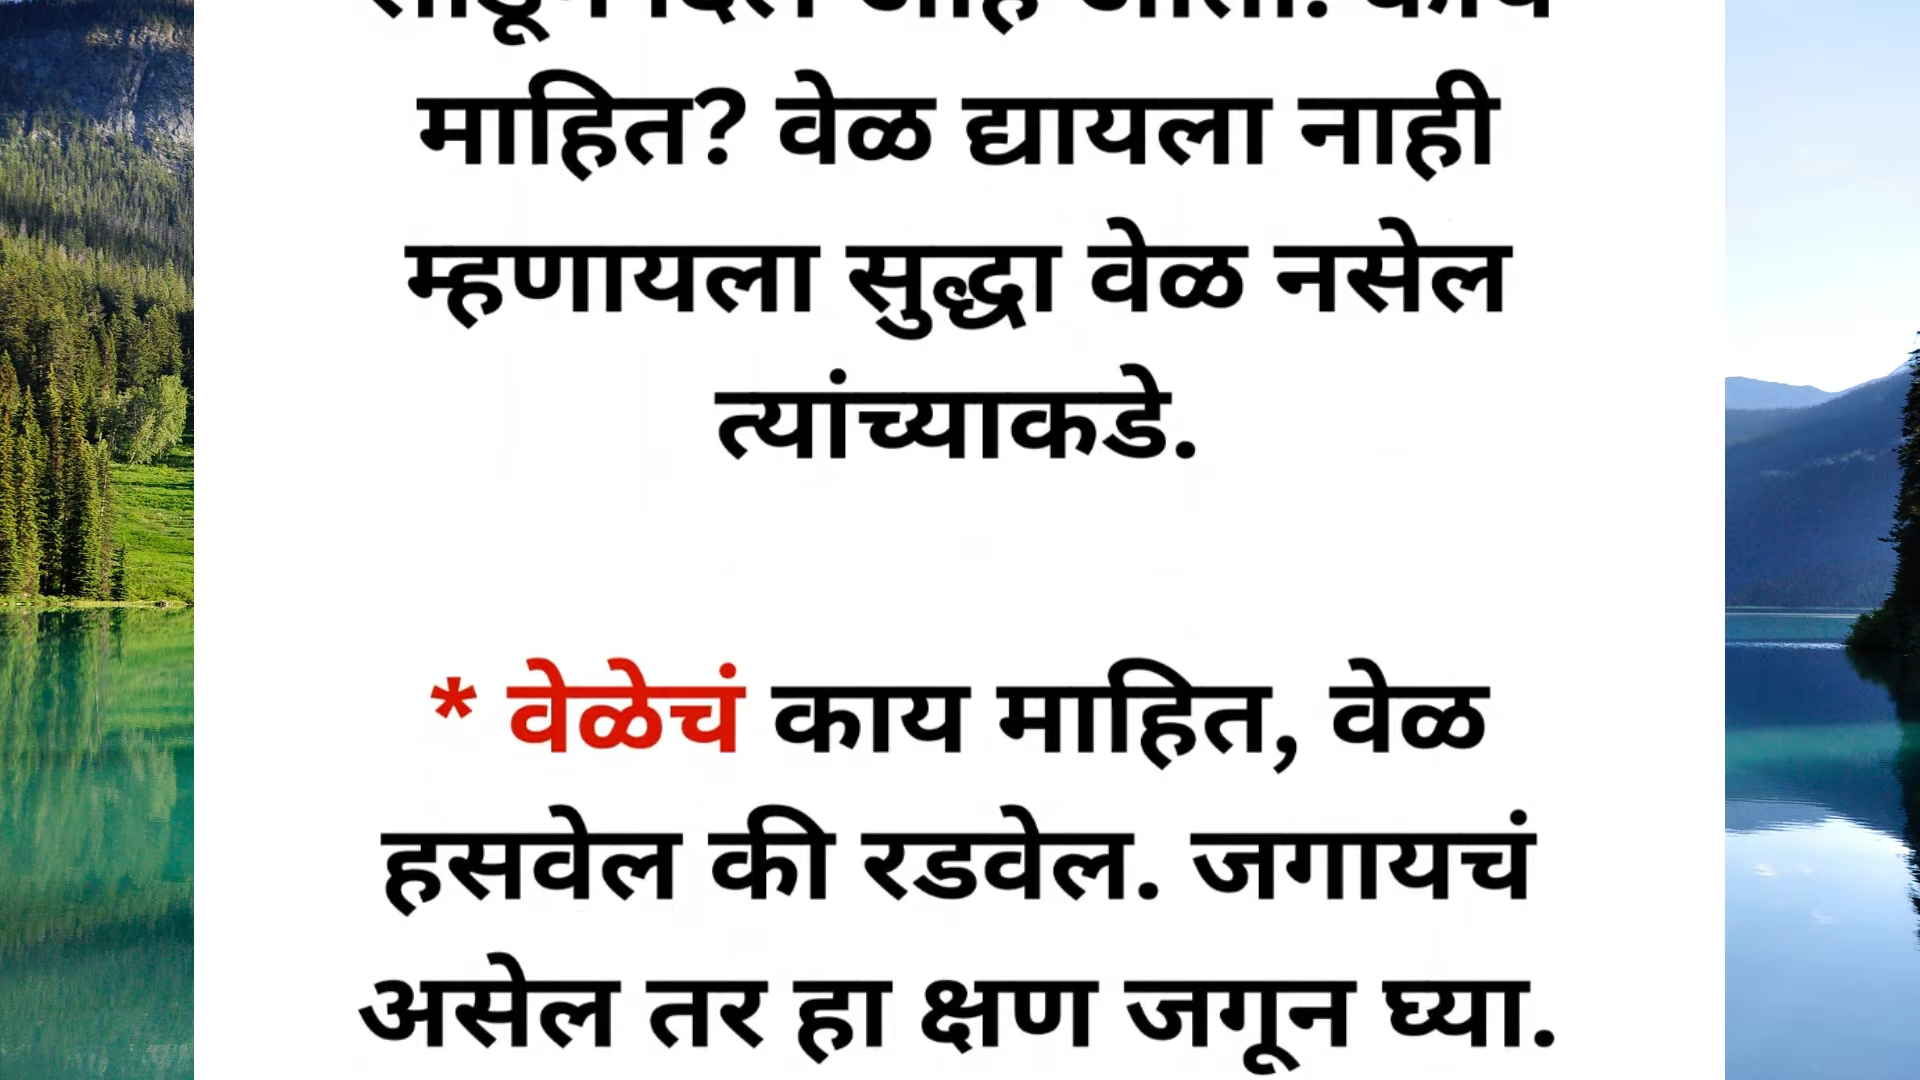 माहित? वेळ द्यायला नाही
म्हणायला सुद्धा वेळ नसेल
त्यांच्याकडे.
* वेळेचं काय माहित, वेळ
हसवेल की रडवेल. जगायचं
असेल तर हा क्षण जगून घ्या.